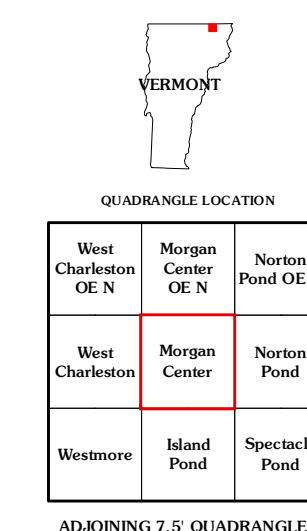 VERMONT
QUADRANGLE LOCATION
West
Charleston
OE N
Morgan
Center
OE N
Norton
Pond OE
West
Charleston
Morgan
Center
Norton
Pond
Westmore
Island
Pond
Spectacl
Pond
ADJOINING 7.5' QUADRANGLE